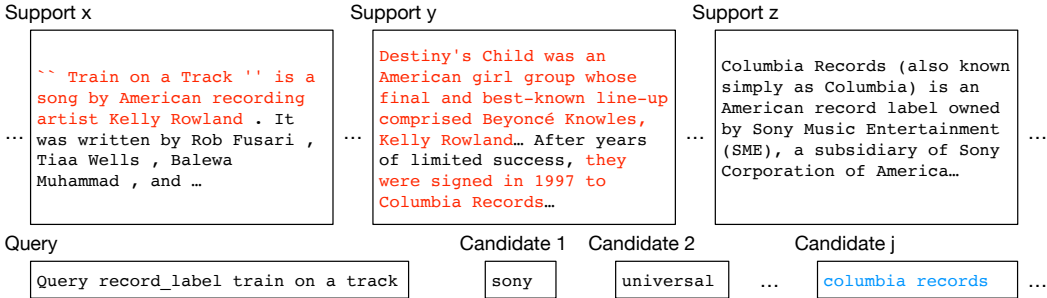 Support x
Support y
Support z
`` Train on a Track '' is a
song by American recording
artist Kelly Rowland . It
was written by Rob Fusari ,
Tiaa Wells , Balewa
Muhammad , and …
Destiny's Child was an
American girl group whose
final and best-known line-up
comprised Beyoncé Knowles,
Kelly Rowland… After years
of limited success, they
were signed in 1997 to
Columbia Records…
Columbia Records (also known
simply as Columbia) is an
American record label owned
by Sony Music Entertainment
(SME), a subsidiary of Sony
Corporation of America…
… … … …
Query
Candidate 1
Candidate 2
Candidate j
Query record_label train on a track
sony
universal
…
columbia records
…